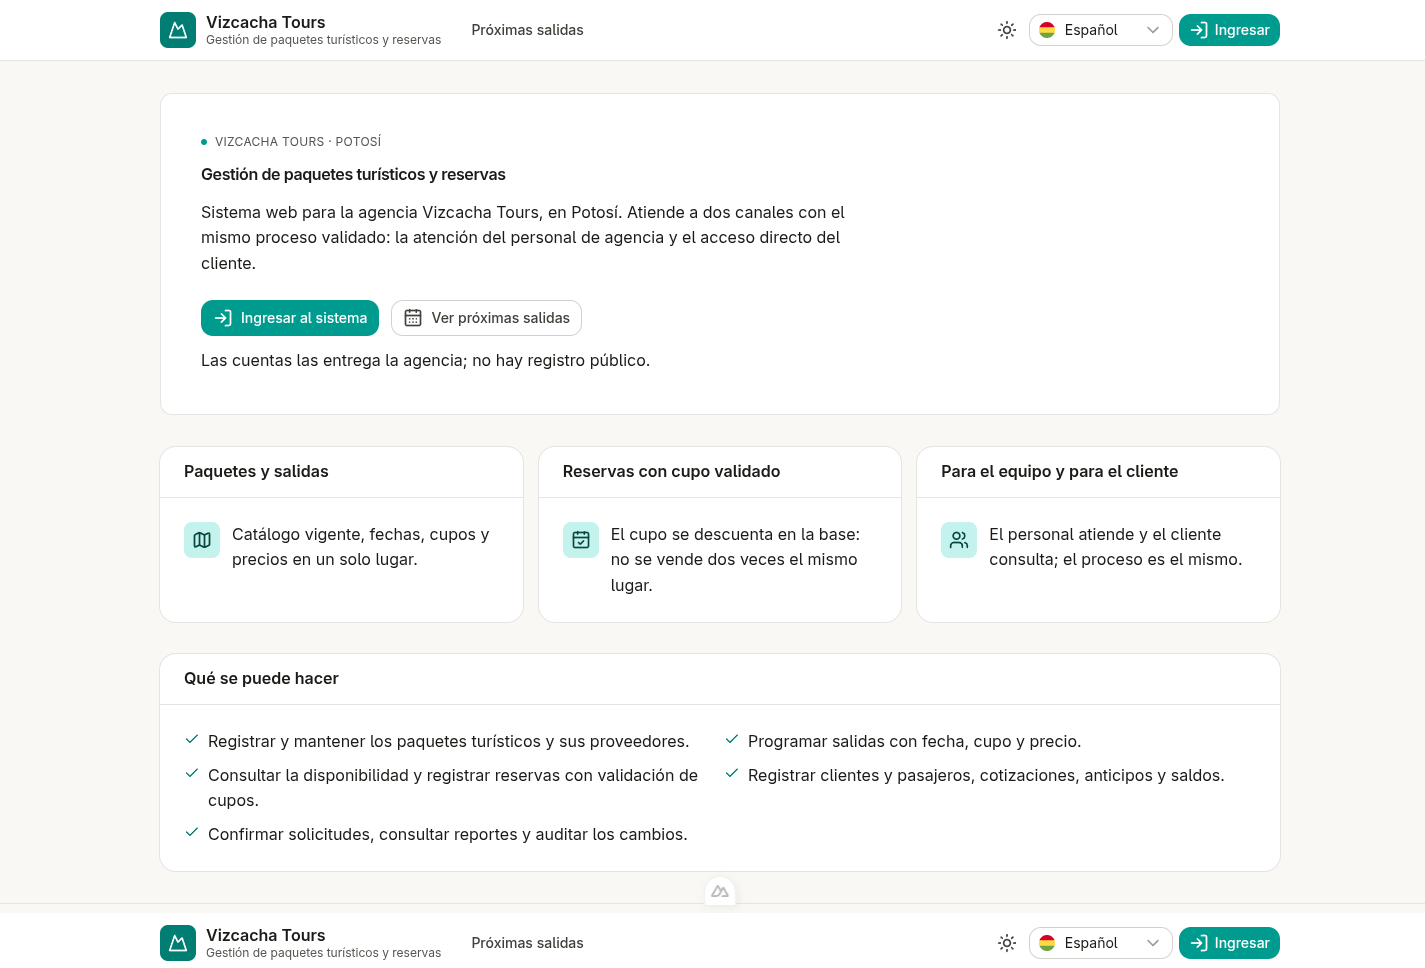 Vizcacha Tours
Gestión de paquetes turísticos y reservas
Próximas salidas
Español
Ingresar
VIZCACHA TOURS · POTOSÍ
Gestión de paquetes turísticos y reservas
Sistema web para la agencia Vizcacha Tours, en Potosí. Atiende a dos canales con el
mismo proceso validado: la atención del personal de agencia y el acceso directo del
cliente.
Ingresar al sistema
Ver próximas salidas
Las cuentas las entrega la agencia; no hay registro público.
Paquetes y salidas
Catálogo vigente, fechas, cupos y
precios en un solo lugar.
Reservas con cupo validado
El cupo se descuenta en la base:
no se vende dos veces el mismo
lugar.
Para el equipo y para el cliente
El personal atiende y el cliente
consulta; el proceso es el mismo.
Qué se puede hacer
Registrar y mantener los paquetes turísticos y sus proveedores.
Programar salidas con fecha, cupo y precio.
Consultar la disponibilidad y registrar reservas con validación de
cupos.
Registrar clientes y pasajeros, cotizaciones, anticipos y saldos.
Confirmar solicitudes, consultar reportes y auditar los cambios.
Vizcacha Tours
Gestión de paquetes turísticos y reservas
Próximas salidas
Español
Ingresar